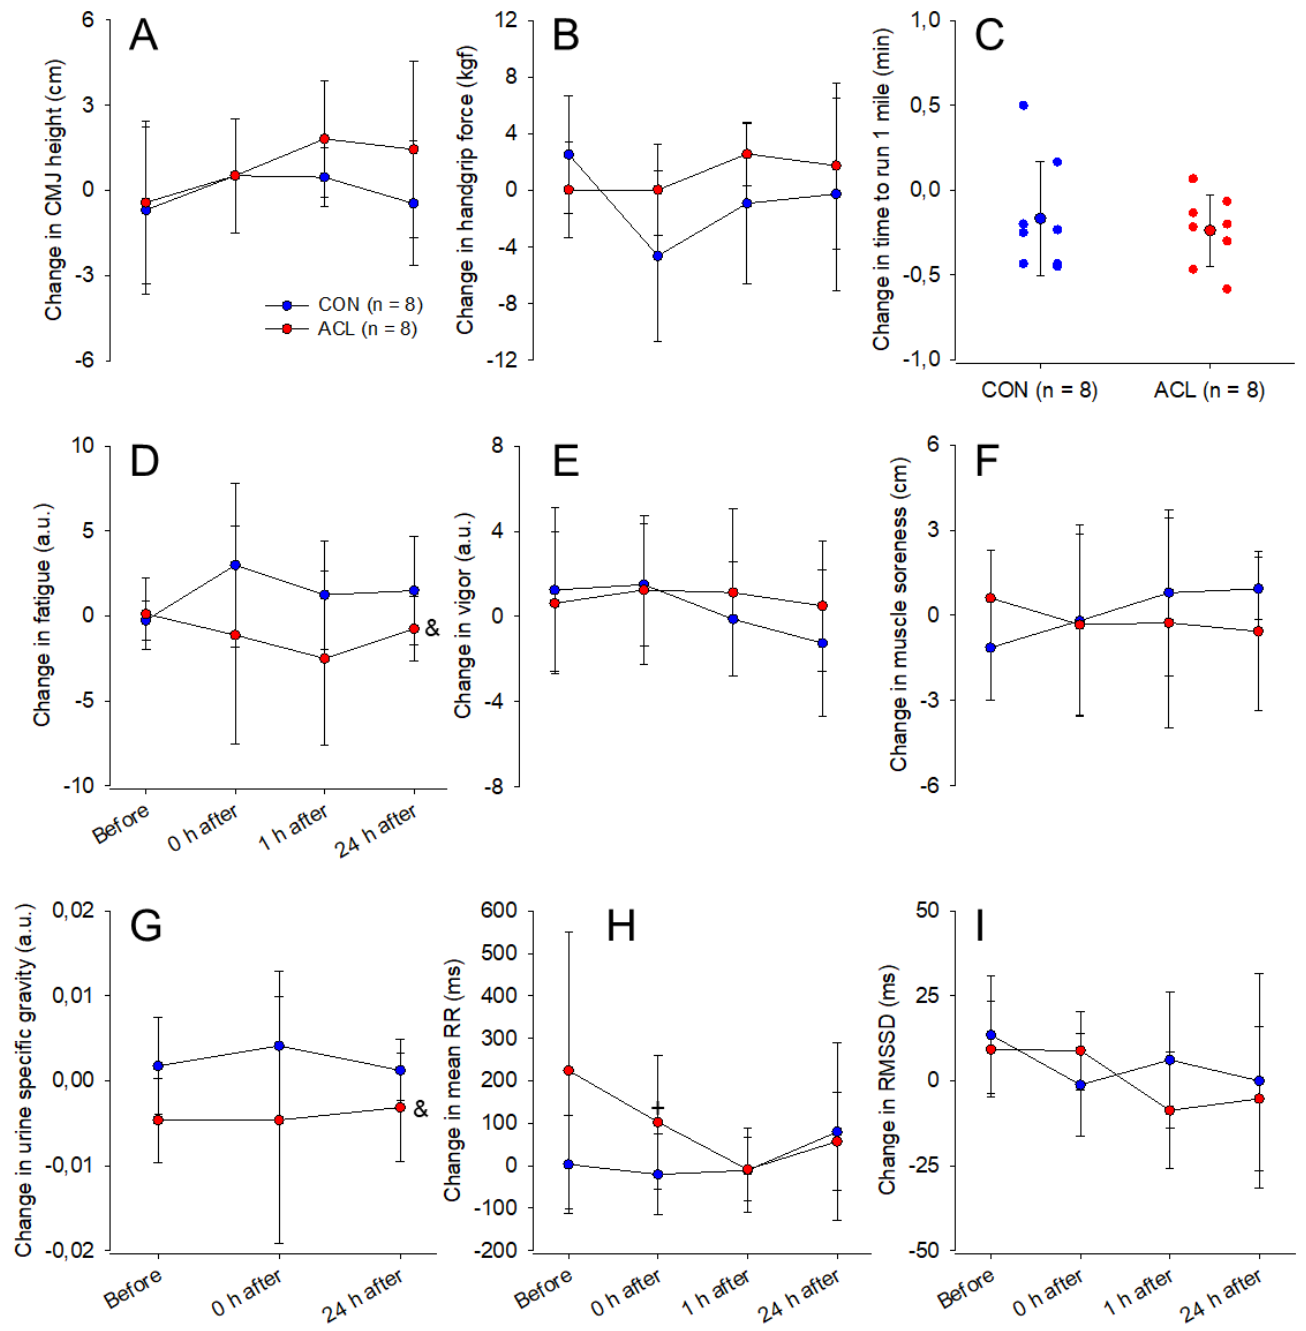 A
Change in CMJ height (cm)
6
3
0
-3
-6
CON (n = 8)
ACL (n = 8)
B
Change in handgrip force (kgf)
12
8
4
0
-4
-8
-12
C
Change in time to run 1 mile (min)
1,0
0,5
0,0
-0,5
-1,0
CON (n = 8)
ACL (n = 8)
D
Change in fatigue (a.u.)
10
5
0
-5
-10
&
Before
0 h after
1 h after
24 h after
E
Change in vigor (a.u.)
8
4
0
-4
-8
F
Change in muscle soreness (cm)
6
3
0
-3
-6
G
Change in urine specific gravity (a.u.)
0,02
0,01
0,00
-0,01
-0,02
&
Before
0 h after
24 h after
H
Change in mean RR (ms)
600
500
400
300
200
100
0
-100
-200
+
Before
0 h after
1 h after
24 h after
I
Change in RMSSD (ms)
50
25
0
-25
-50
Before
0 h after
1 h after
24 h after